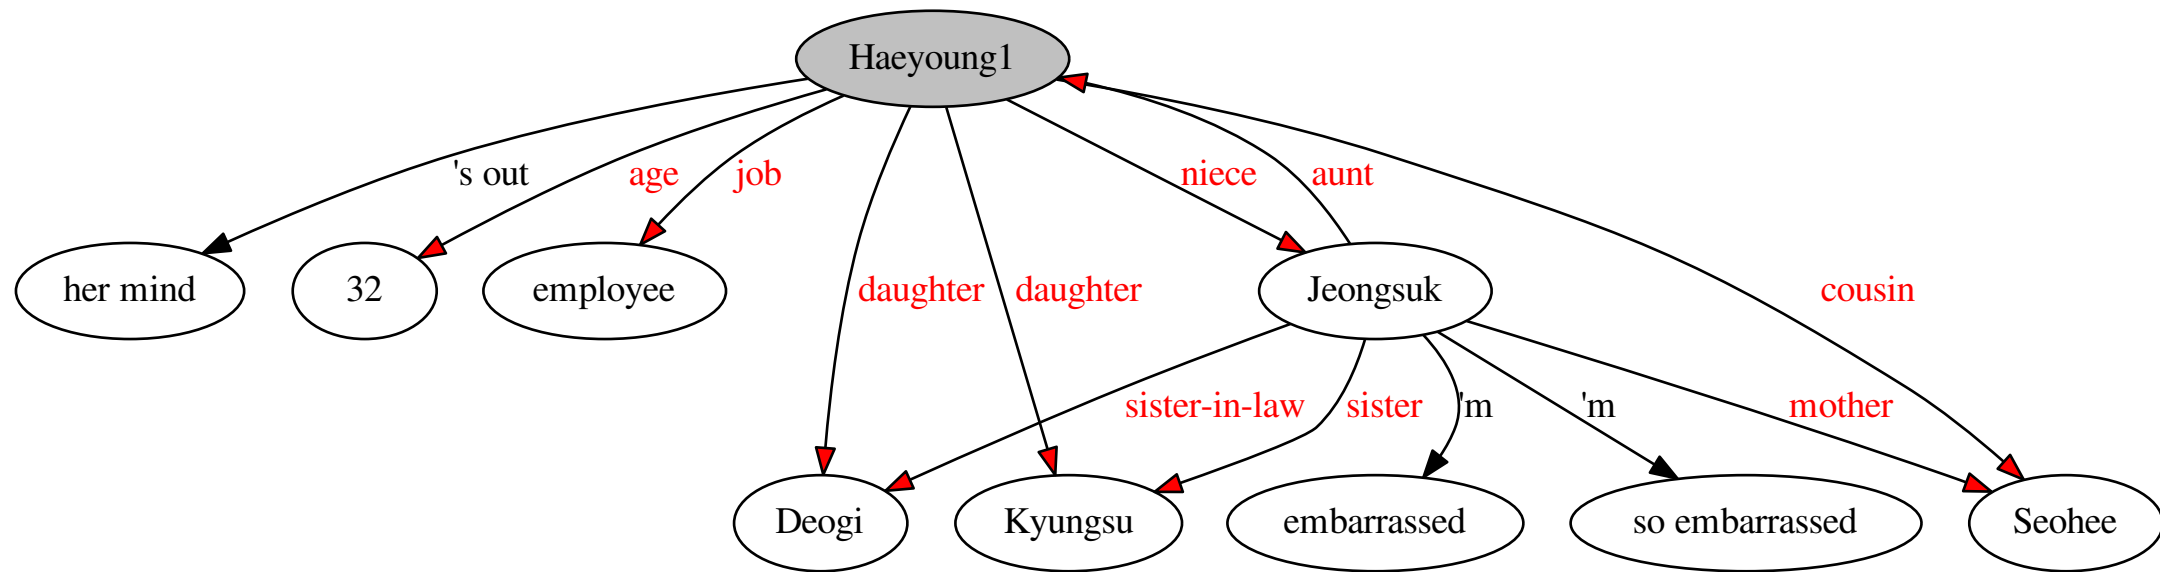 Haeyoung1
's out
age
job
niece
aunt
her mind
32
employee
daughter
daughter
Jeongsuk
cousin
sister-in-law
sister
'm
'm
mother
Deogi
Kyungsu
embarrassed
so embarrassed
Seohee